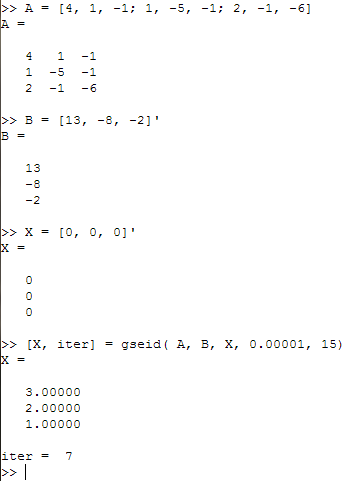 >> A = [4, 1, -1; 1, -5, -1; 2, -1, -6]
A =
4 1 -1
1 -5 -1
2 -1 -6
>> B = [13, -8, -2]'
B =
13
-8
-2
>> X = [0, 0, 0]'
X =
0
0
0
>> [X, iter] = gseid( A, B, X, 0.00001, 15)
X =
3.00000
2.00000
1.00000
iter = 7
>>